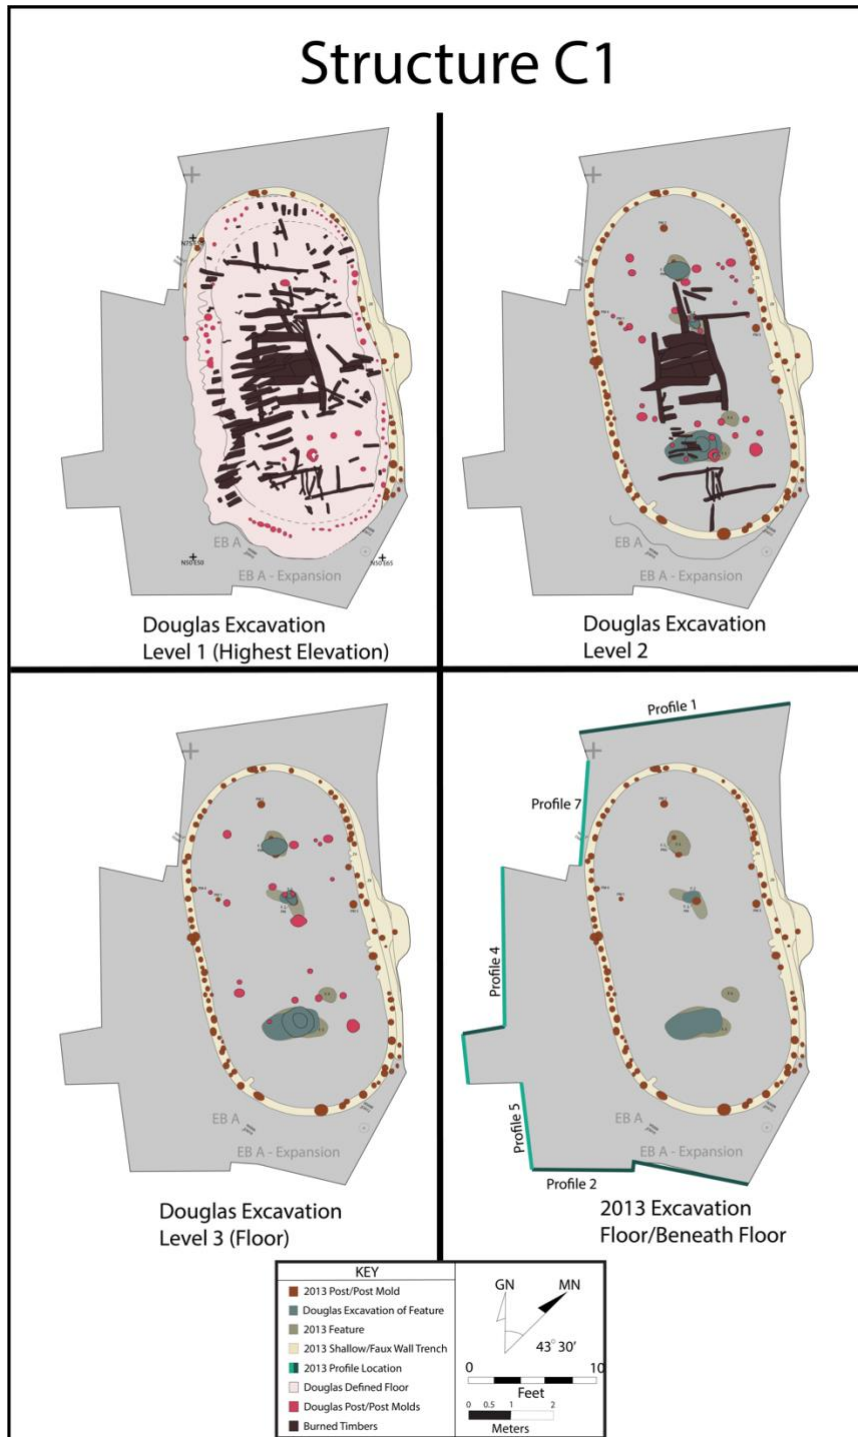 Structure C1
N50 E50
EB A
EB A - Expansion
N50 E65
Douglas Excavation
Level 1 (Highest Elevation)
EB A
EB A - Expansion
Douglas Excavation
Level 2
EB A
EB A - Expansion
Douglas Excavation
Level 3 (Floor)
Profile 1
Profile 7
Profile 4
Profile 5
Profile 2
EB A
EB A - Expansion
2013 Excavation
Floor/Beneath Floor
KEY
2013 Post/Post Mold
Douglas Excavation of Feature
2013 Feature
2013 Shallow/Faux Wall Trench
2013 Profile Location
Douglas Defined Floor
Douglas Post/Post Molds
Burned Timbers
GN MN
43° 30'
0 10
Feet
0 0.5 1 2
Meters